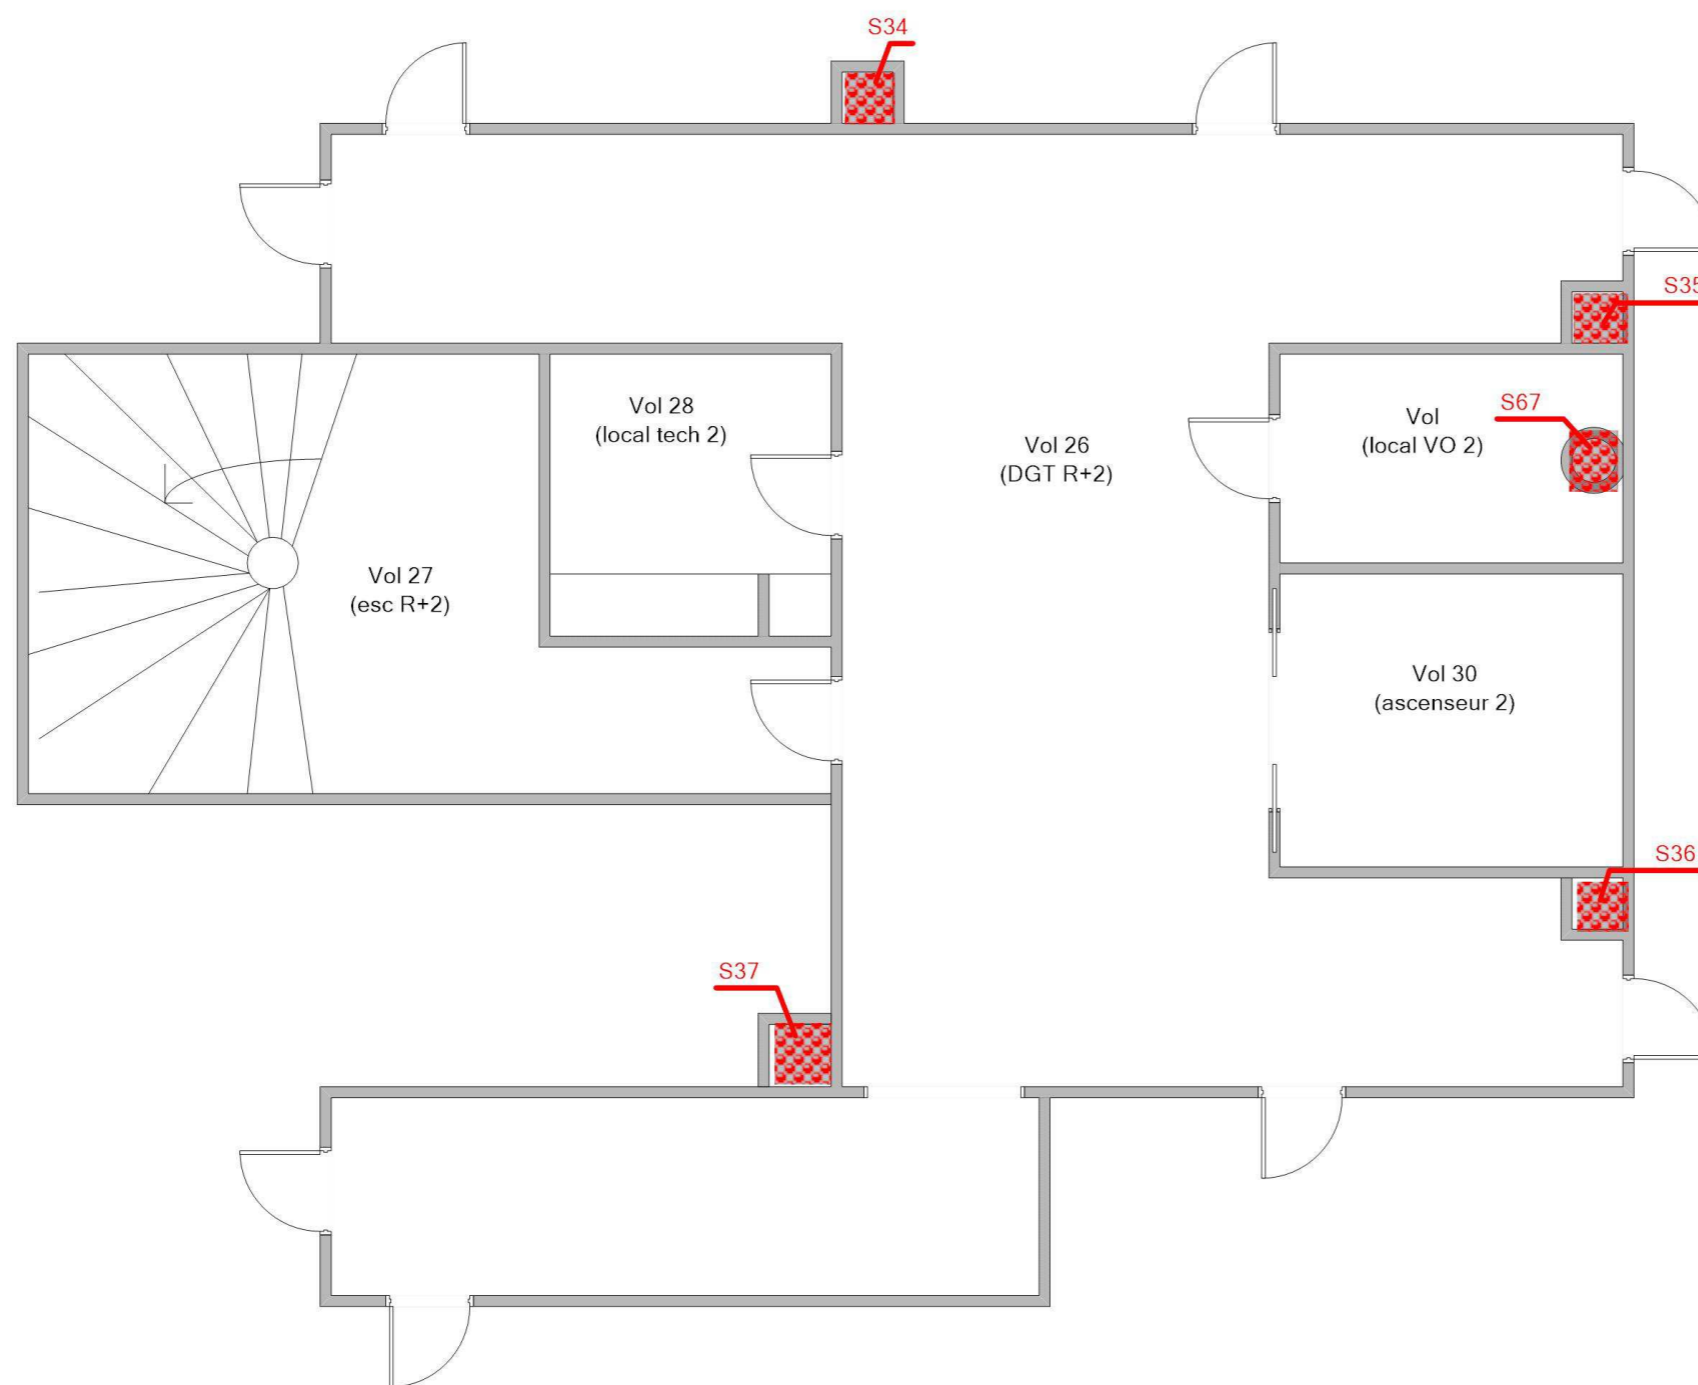 S34
S35
Vol 28
(local tech 2)
Vol 26
(DGT R+2)
Vol
(local VO 2)
S67
Vol 27
(esc R+2)
Vol 30
(ascenseur 2)
S36
S37